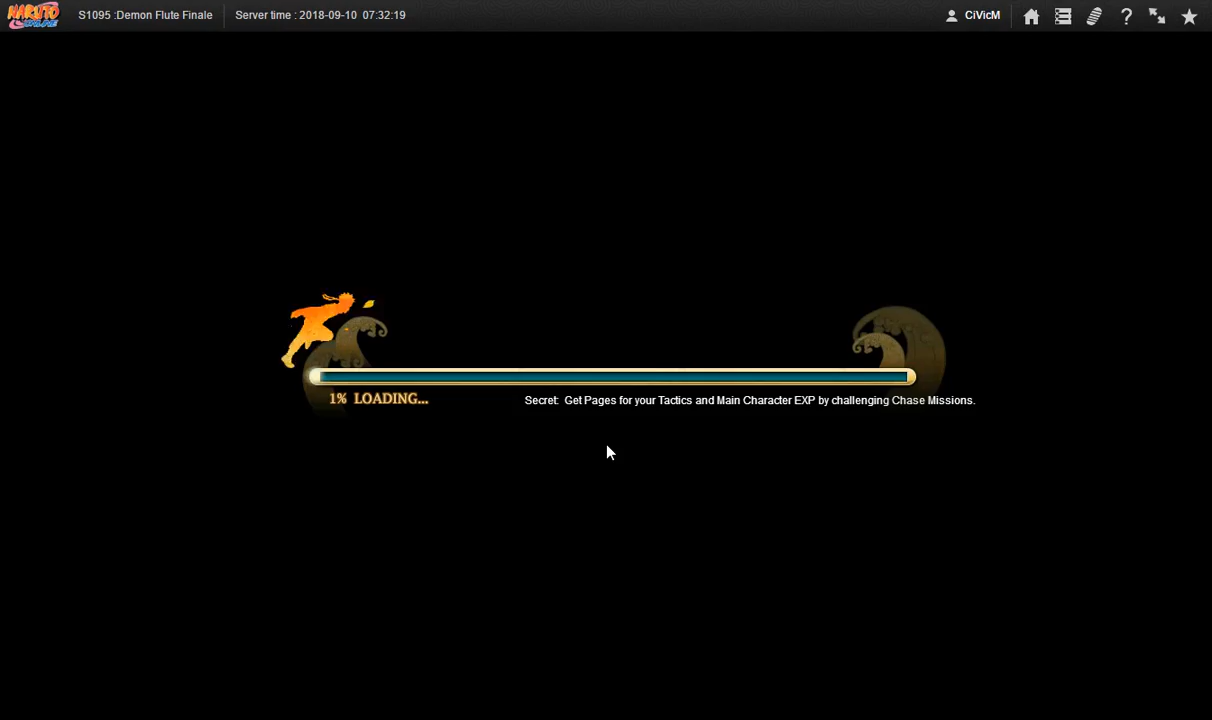 NARUTO ONLINE
S1095 :Demon Flute Finale
Server time : 2018-09-10 07:32:19
CiVicM
?
1% LOADING...
Secret: Get Pages for your Tactics and Main Character EXP by challenging Chase Missions.